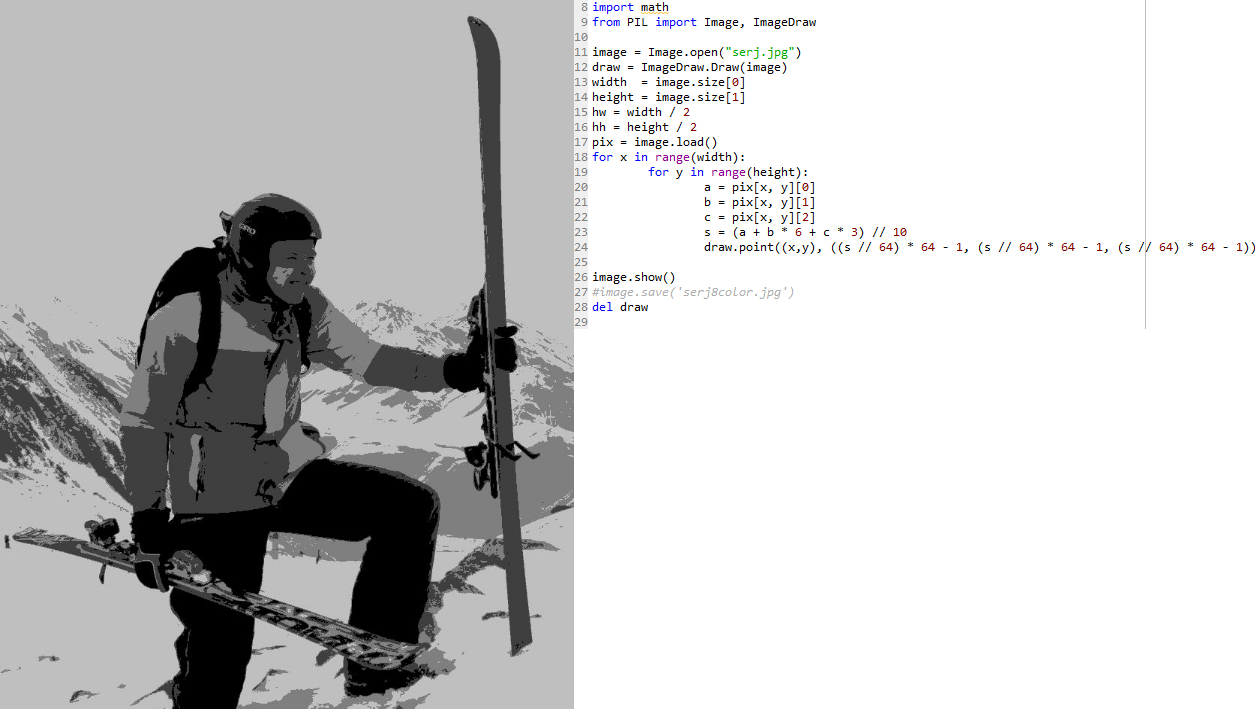 GIRO
8 import math
9 from PIL import Image, ImageDraw
10
11 image = Image.open("serj.jpg")
12 draw = ImageDraw.Draw(image)
13 width  = image.size[0]
14 height = image.size[1]
15 hw = width / 2
16 hh = height / 2
17 pix = image.load()
18 for x in range(width):
19         for y in range(height):
20                 a = pix[x, y][0]
21                 b = pix[x, y][1]
22                 c = pix[x, y][2]
23                 s = (a + b * 6 + c * 3) // 10
24                 draw.point((x,y), ((s // 64) * 64 - 1, (s // 64) * 64 - 1, (s // 64) * 64 - 1))
25
26 image.show()
27 #image.save('serj8color.jpg')
28 del draw
29